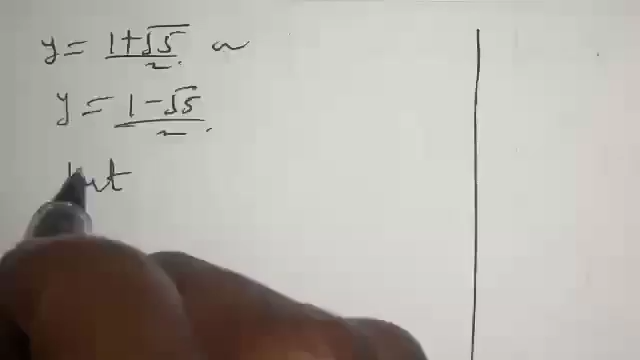 y = (1+√5)/2 or
y = (1-√5)/2.
but